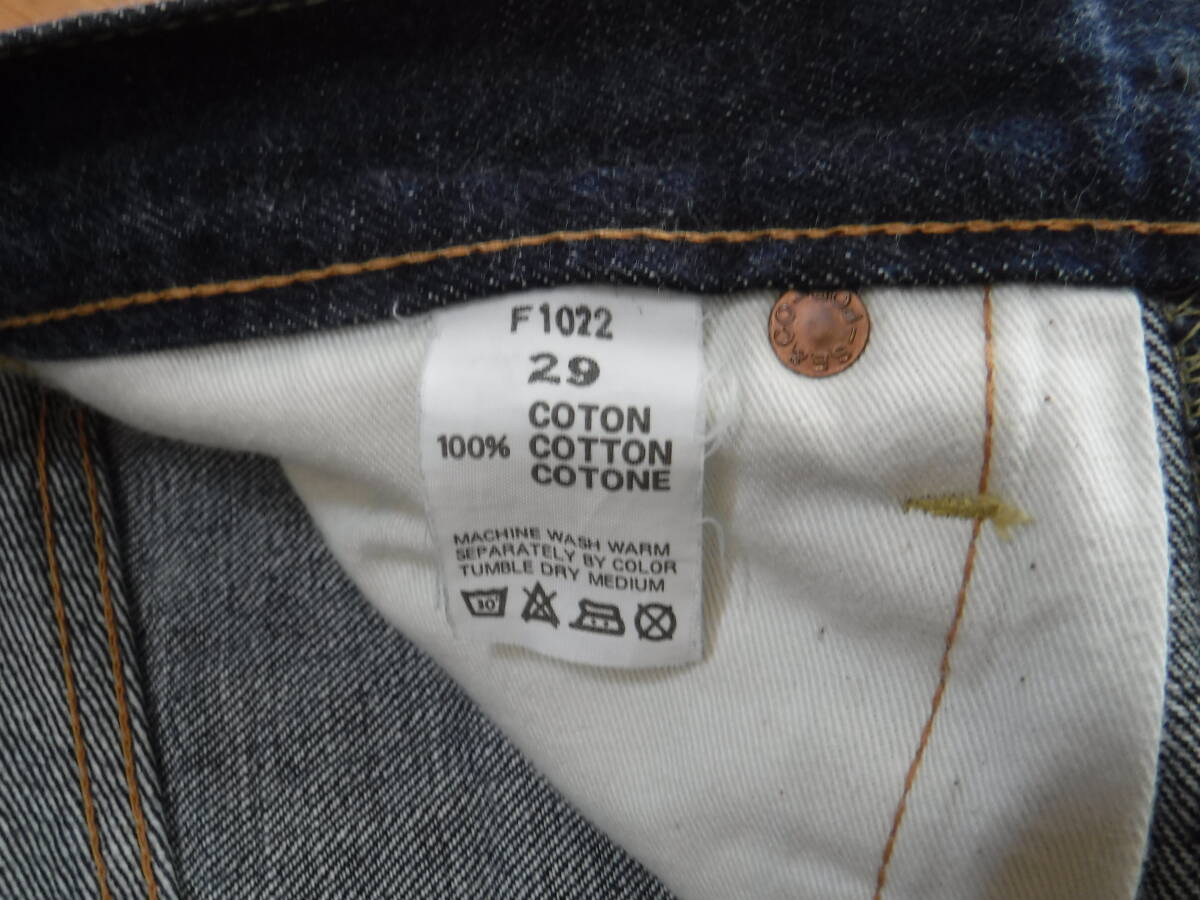 F1022
29
COTON
100% COTTON
COTONE
MACHINE WASH WARM
SEPARATELY BY COLOR
TUMBLE DRY MEDIUM
30°